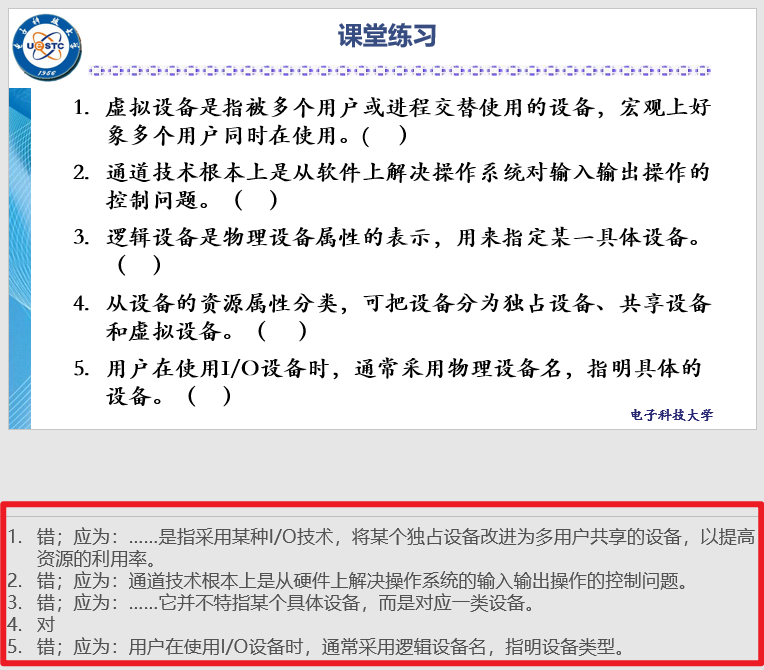 电子科技大学
UESTC
1956
课堂练习
1. 虚拟设备是指被多个用户或进程交替使用的设备，宏观上好
象多个用户同时在使用。(    )
2. 通道技术根本上是从软件上解决操作系统对输入输出操作的
控制问题。（    )
3. 逻辑设备是物理设备属性的表示，用来指定某一具体设备。
（    )
4. 从设备的资源属性分类，可把设备分为独占设备、共享设备
和虚拟设备。（    )
5. 用户在使用I/O设备时，通常采用物理设备名，指明具体的
设备。（    )
电子科技大学
1. 错；应为：……是指采用某种I/O技术，将某个独占设备改进为多用户共享的设备，以提高
资源的利用率。
2. 错；应为：通道技术根本上是从硬件上解决操作系统的输入输出操作的控制问题。
3. 错；应为：……它并不特指某个具体设备，而是对应一类设备。
4. 对
5. 错；应为：用户在使用I/O设备时，通常采用逻辑设备名，指明设备类型。